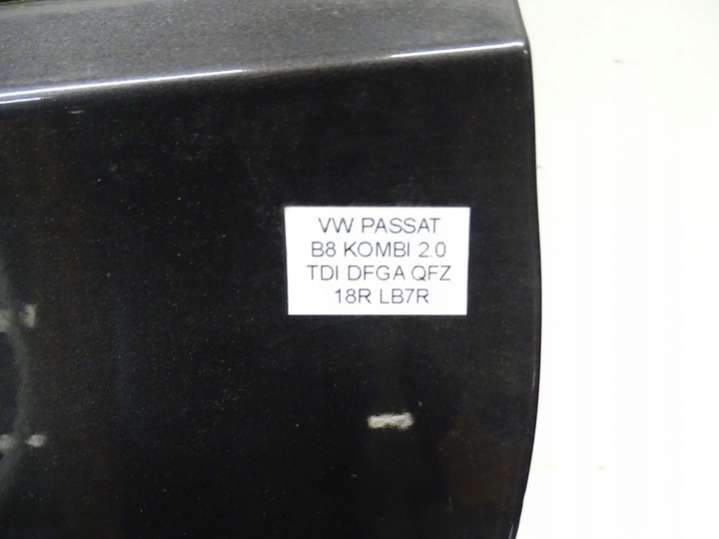 VW PASSAT
B8 KOMBI 2.0
TDI DFGA QFZ
18R LB7R